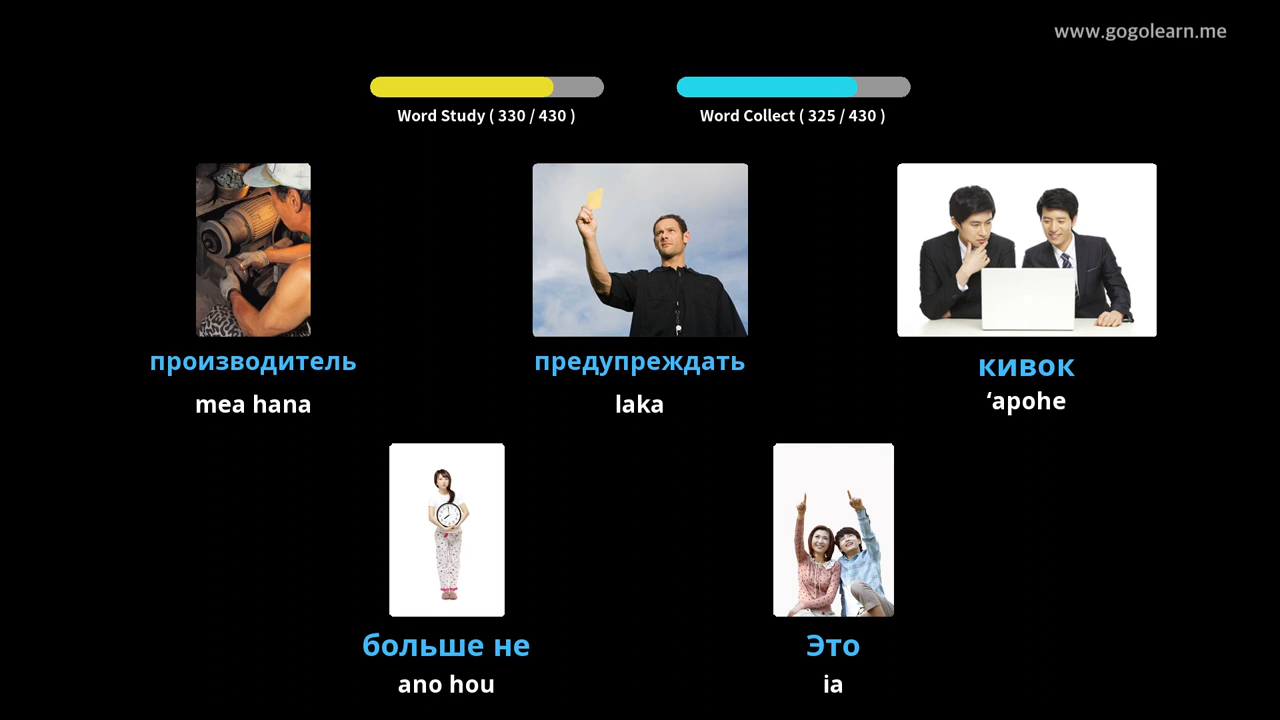 www.gogolearn.me
Word Study ( 330 / 430 )
Word Collect ( 325 / 430 )
производитель
предупреждать
кивок
mea hana
laka
ʻapohe
больше не
Это
ano hou
ia